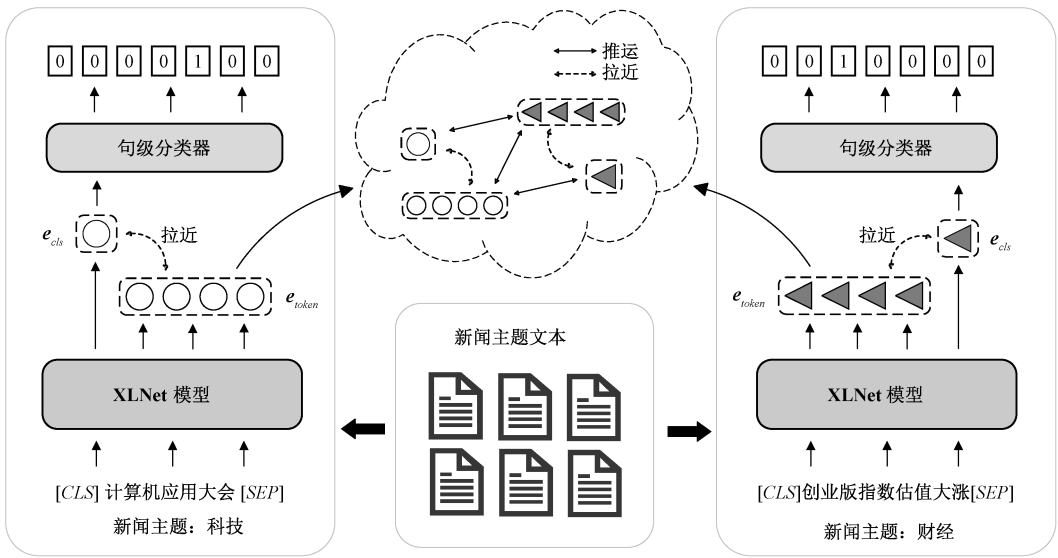 0 0 0 0 1 0 0
句级分类器
e_cls
拉近
e_token
XLNet 模型
[CLS] 计算机应用大会 [SEP]
新闻主题：科技
推运
拉近
新闻主题文本
0 0 1 0 0 0 0
句级分类器
拉近
e_cls
e_token
XLNet 模型
[CLS]创业版指数估值大涨[SEP]
新闻主题：财经